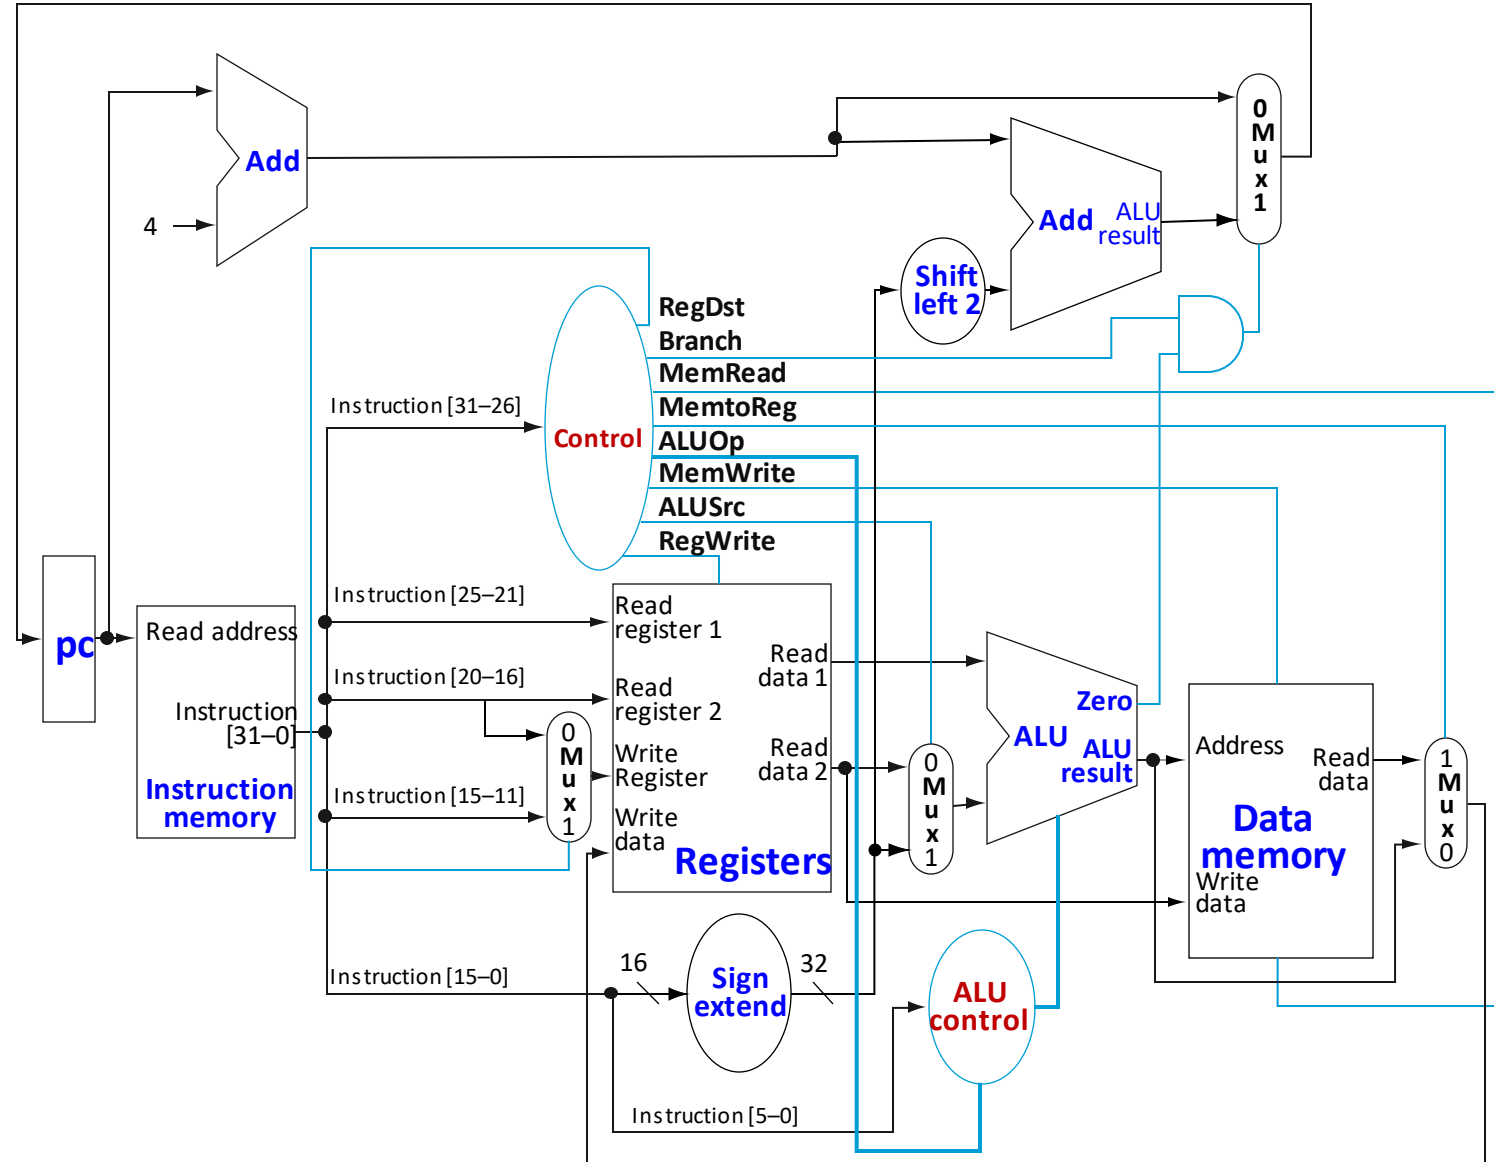 0
M
u
x
1
Add
4
Add
ALU
result
Shift
left 2
RegDst
Branch
MemRead
MemtoReg
ALUOp
MemWrite
ALUSrc
RegWrite
Instruction [31–26]
Control
pc
Read address
Instruction
[31–0]
Instruction
memory
Instruction [25–21]
Instruction [20–16]
Instruction [15–11]
0
M
u
x
1
Read
register 1
Read
register 2
Write
Register
Write
data
Registers
Read
data 1
Read
data 2
0
M
u
x
1
Zero
ALU
ALU
result
Address
Read
data
Data
memory
Write
data
1
M
u
x
0
Instruction [15–0]
16
Sign
extend
32
ALU
control
Instruction [5–0]